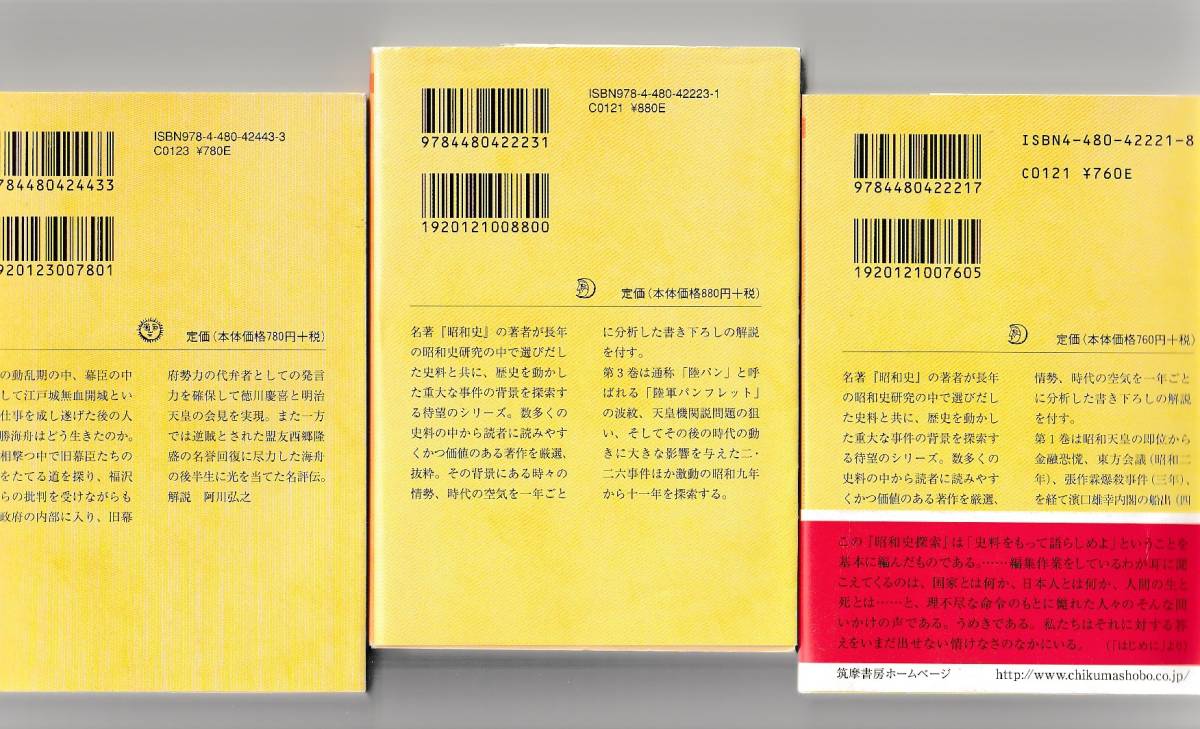 ISBN978-4-480-42443-3
C0123 ¥780E
784480424433
920123007801
定価(本体価格780円+税)
の動乱期の中、幕臣の中
して江戸城無血開城とい
仕事を成し遂げた後の人
勝海舟はどう生きたのか。
相撃つ中で旧幕臣たちの
をたてる道を探り、福沢
らの批判を受けながらも
政府の内部に入り、旧幕
府勢力の代弁者としての発言
力を確保して徳川慶喜と明治
天皇の会見を実現。また一方
では逆賊とされた盟友西郷隆
盛の名誉回復に尽力した海舟
の後半生に光を当てた名評伝。
解説 阿川弘之
ISBN978-4-480-42223-1
C0121 ¥880E
9784480422231
1920121008800
定価(本体価格880円+税)
名著『昭和史』の著者が長年
の昭和史研究の中で選びだし
た史料と共に、歴史を動かし
た重大な事件の背景を探索す
る待望のシリーズ。数多くの
史料の中から読者に読みやす
くかつ価値のある著作を厳選、
抜粋。その背景にある時々の
情勢、時代の空気を一年ごと
に分析した書き下ろしの解説
を付す。
第3巻は通称「陸パン」と呼
ばれる「陸軍パンフレット」
の波紋、天皇機関説問題の狙
い、そしてその後の時代の動
きに大きな影響を与えた二・
二六事件ほか激動の昭和九年
から十一年を探索する。
ISBN4-480-42221-8
C0121 ¥760E
9784480422217
1920121007605
定価(本体価格760円+税)
名著『昭和史』の著者が長年
の昭和史研究の中で選びだし
た史料と共に、歴史を動かし
た重大な事件の背景を探索す
る待望のシリーズ。数多くの
史料の中から読者に読みやす
くかつ価値のある著作を厳選、
情勢、時代の空気を一年ごと
に分析した書き下ろしの解説
を付す。
第1巻は昭和天皇の即位から
金融恐慌、東方会議(昭和二
年)、張作霖爆殺事件(三年)、
を経て濱口雄幸内閣の船出(四
この『昭和史探索』は「史料をもって語らしめよ」ということを
基本に編んだものである。……編集作業をしているわが耳に聞
こえてくるのは、国家とは何か、日本人とは何か、人間の生と
死とは……と、理不尽な命令のもとに斃れた人々のそんな問
いかけの声である。うめきである。私たちはそれに対する答
えをいまだ出せない情けなさのなかにいる。 (「はじめに」より)
筑摩書房ホームページ http://www.chikumashobo.co.jp/